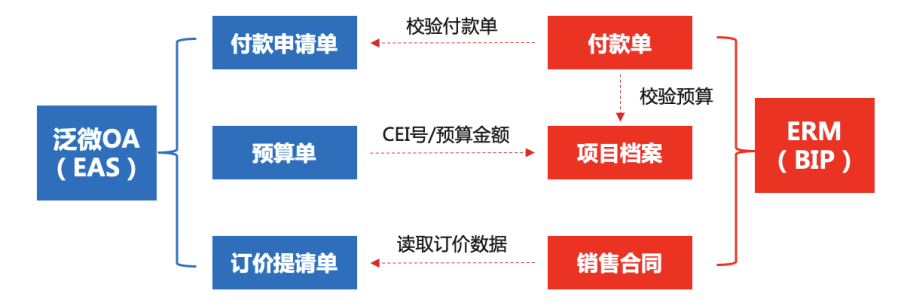 付款申请单
校验付款单
付款单
校验预算
泛微OA
（EAS）
预算单
CEI号/预算金额
项目档案
ERM
（BIP）
订价提请单
读取订价数据
销售合同